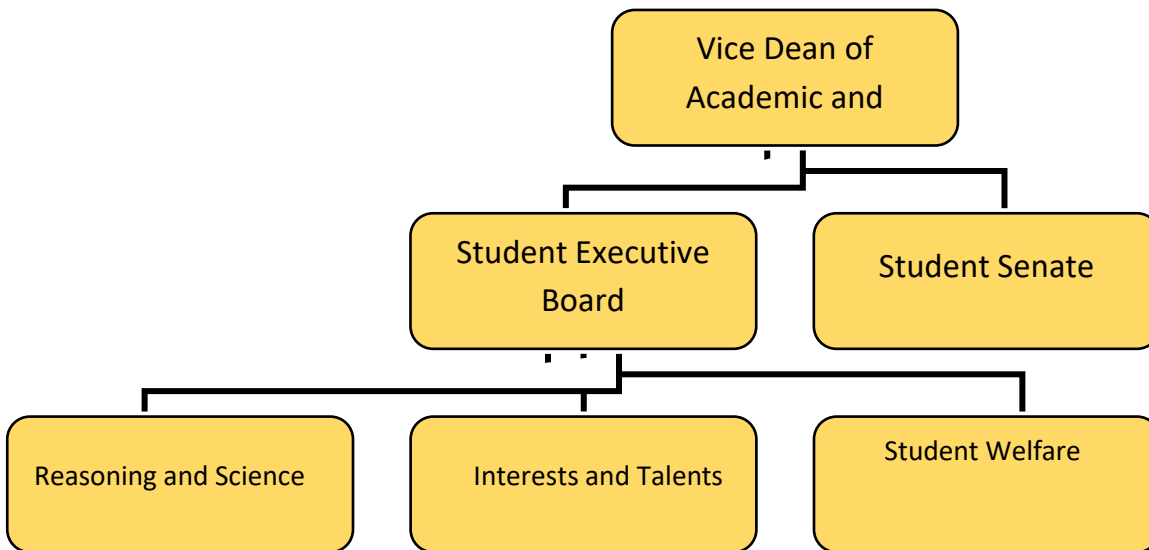 Vice Dean of
Academic and
Student Executive
Board
Student Senate
Reasoning and Science
Interests and Talents
Student Welfare